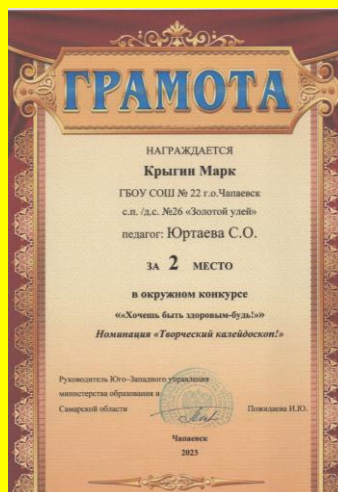 ГРАМОТА
НАГРАЖДАЕТСЯ
Крыгин Марк
ГБОУ СОШ № 22 г.о.Чапаевск
с.п. /д.с. №26 «Золотой улей»
педагог: Юртаева С.О.
ЗА 2 МЕСТО
в окружном конкурсе
««Хочешь быть здоровым-будь!»»
Номинация «Творческий калейдоскоп!»
Руководитель Юго-Западного управления
министерства образования и
Самарской области Пожидаева И.Ю.
Чапаевск
2023